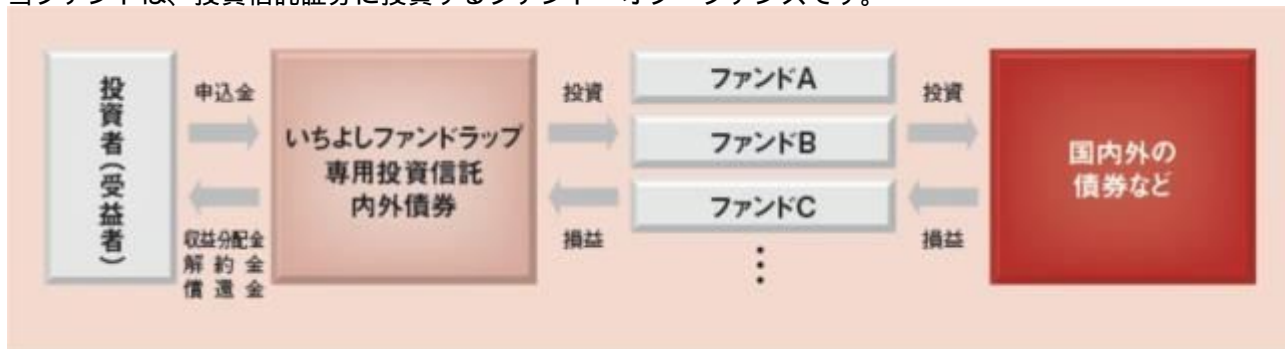 当ファンドは、投資信託証券に投資するファンド・オブ・ファンズです。
投資者（受益者）
申込金
収益分配金
解約金
償還金
いちよしファンドラップ
専用投資信託
内外債券
投資
損益
ファンドA
ファンドB
ファンドC
⋮
投資
損益
国内外の
債券など